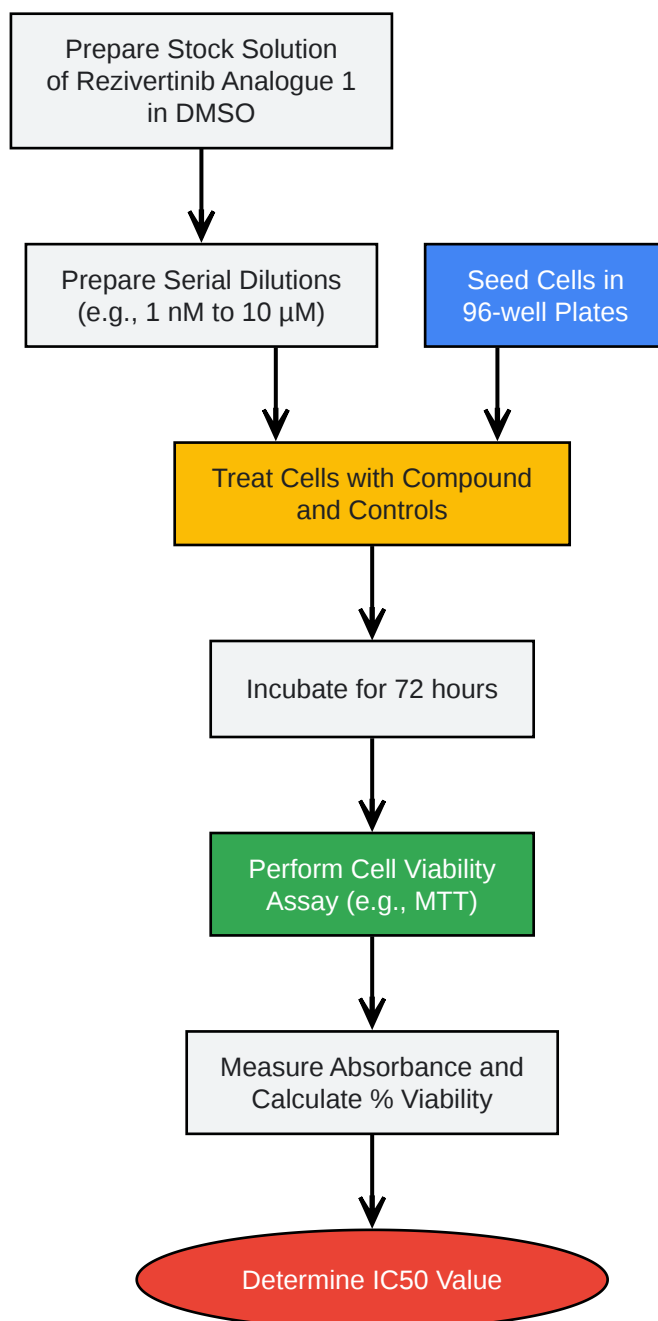 Prepare Stock Solution
of Rezivertinib Analogue 1
in DMSO
Prepare Serial Dilutions
(e.g., 1 nM to 10 µM)
Seed Cells in
96-well Plates
Treat Cells with Compound
and Controls
Incubate for 72 hours
Perform Cell Viability
Assay (e.g., MTT)
Measure Absorbance and
Calculate % Viability
Determine IC50 Value